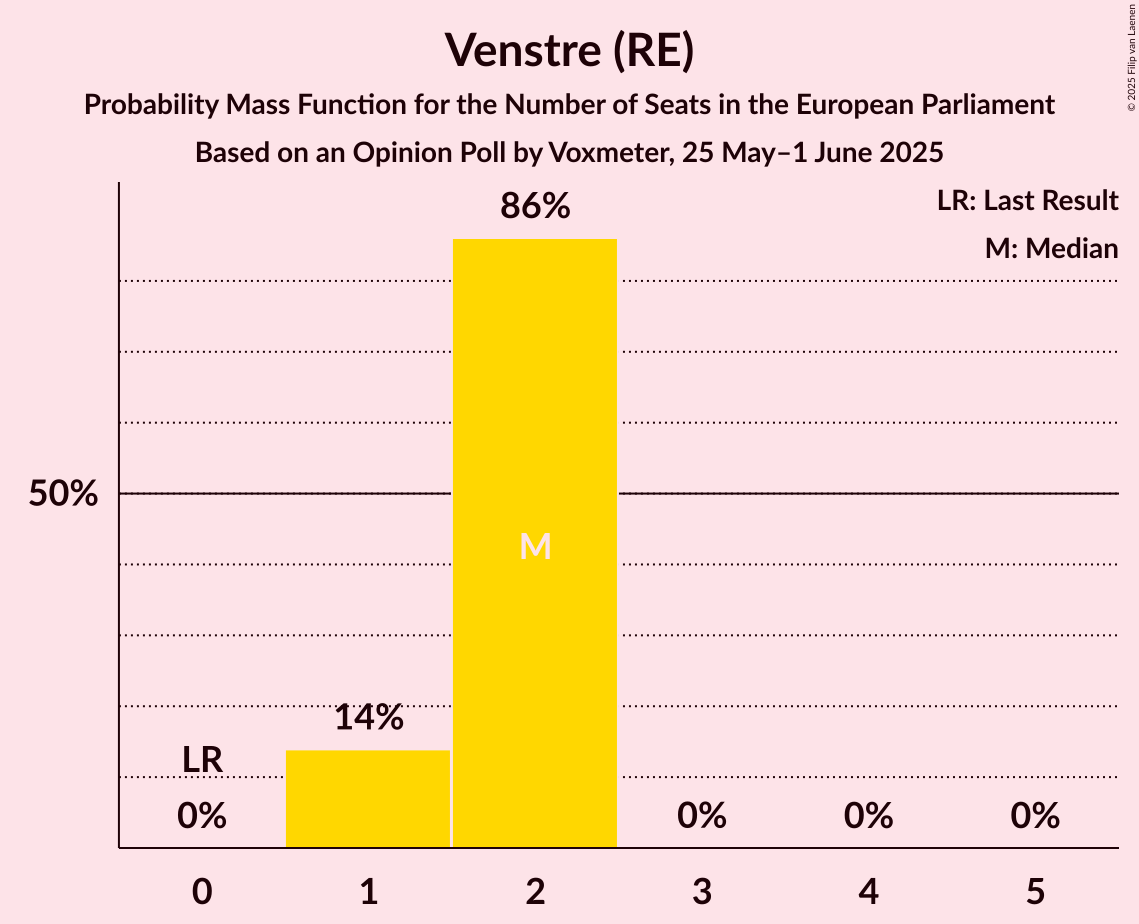 Venstre (RE)
Probability Mass Function for the Number of Seats in the European Parliament
Based on an Opinion Poll by Voxmeter, 25 May–1 June 2025
© 2025 Filip van Laenen
LR: Last Result
M: Median
86%
50%
M
14%
LR
0%
0%
0%
0%
0
1
2
3
4
5